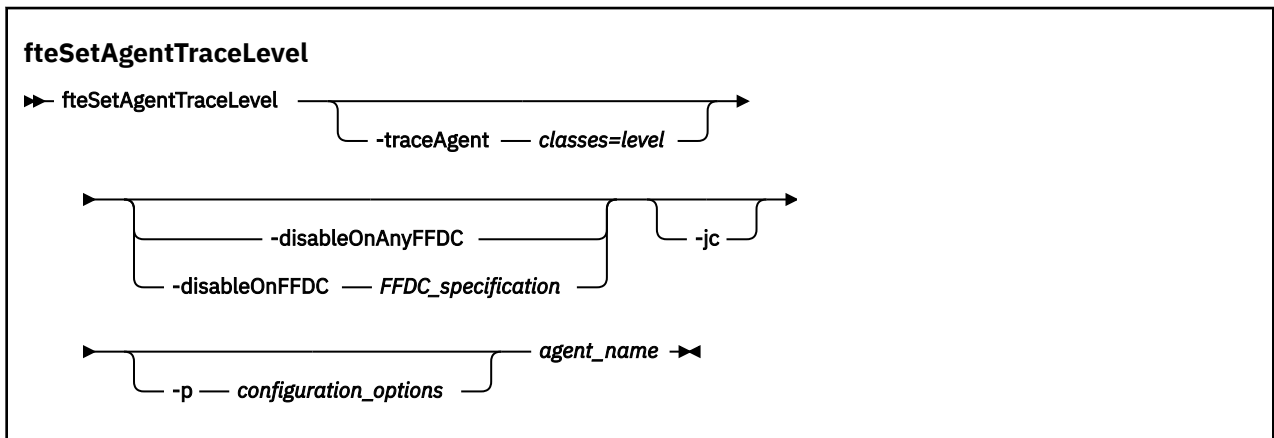 fteSetAgentTraceLevel
fteSetAgentTraceLevel
-traceAgent classes=level
-disableOnAnyFFDC
-jc
-disableOnFFDC FFDC_specification
agent_name
-p configuration_options